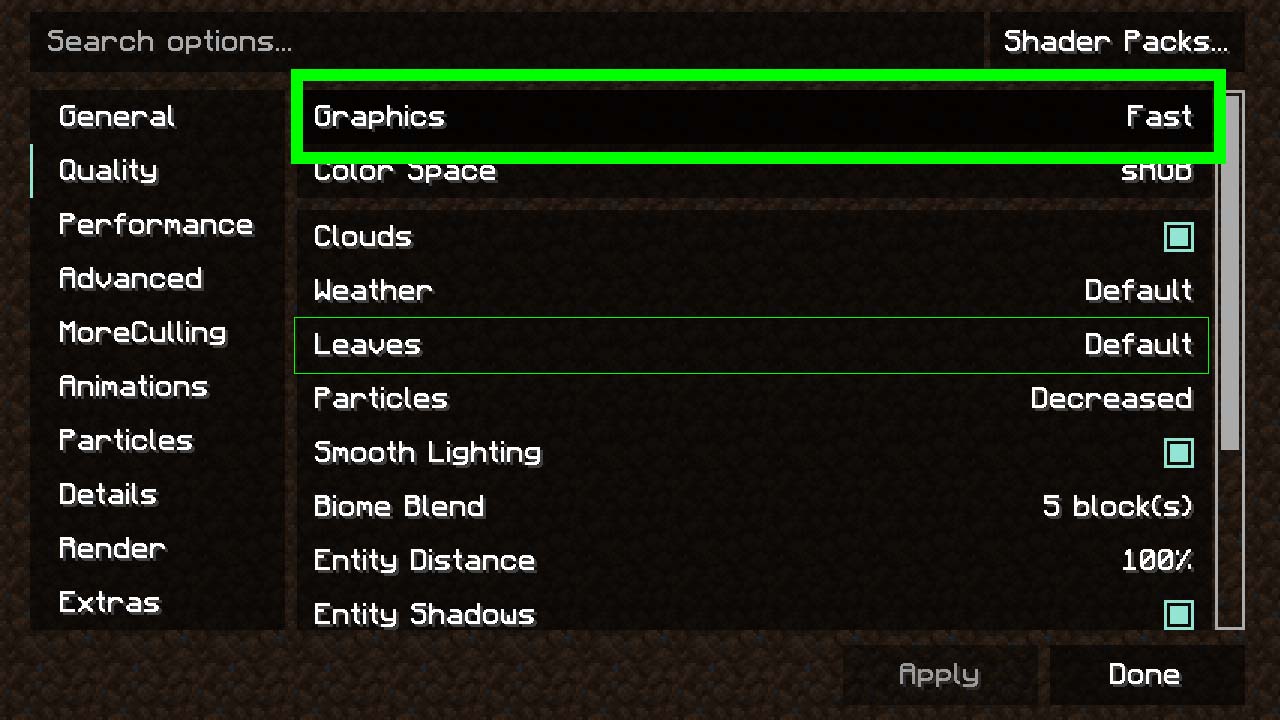 Search options...
Shader Packs...
General
Quality
Performance
Advanced
MoreCulling
Animations
Particles
Details
Render
Extras
Graphics Fast
Color Space sRGB
Clouds
Weather Default
Leaves Default
Particles Decreased
Smooth Lighting
Biome Blend 5 block(s)
Entity Distance 100%
Entity Shadows
Apply
Done